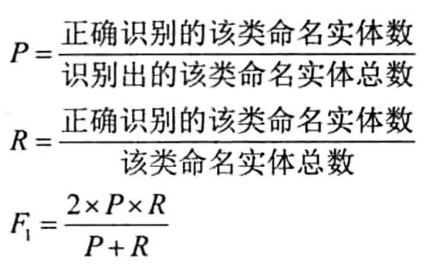 P = 正确识别的该类命名实体数 / 识别出的该类命名实体总数
R = 正确识别的该类命名实体数 / 该类命名实体总数
F₁ = 2×P×R / P+R